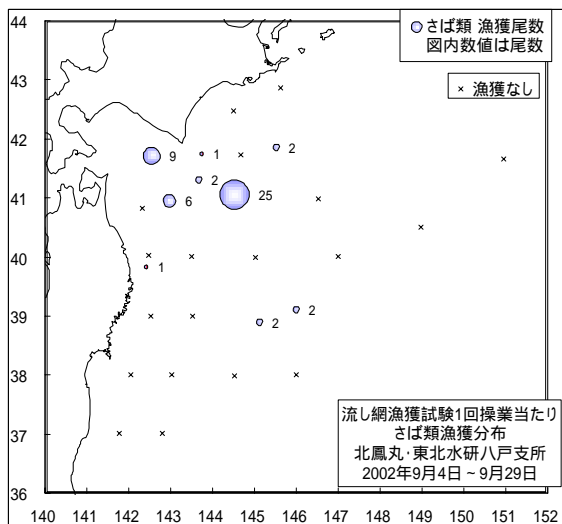 44
さば類 漁獲尾数
図内数値は尾数
43
× 漁獲なし
42
9
1
2
2
41
6
25
40
1
39
2
2
38
流し網漁獲試験1回操業当たり
さば類漁獲分布
37
北鳳丸・東北水研八戸支所
2002年9月4日～9月29日
36
140 141 142 143 144 145 146 147 148 149 150 151 152